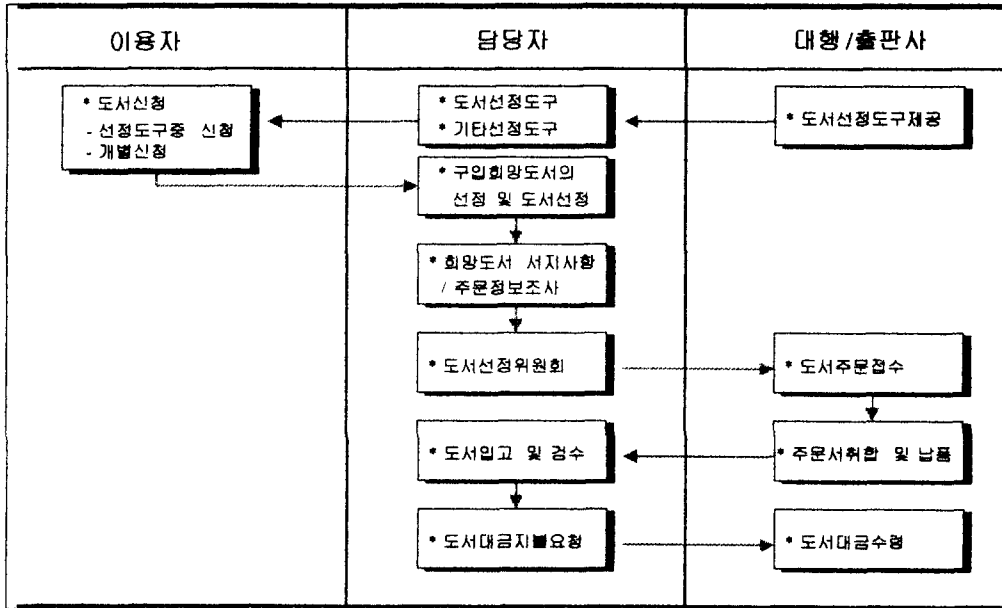 이용자
담당자
대행/출판사
* 도서신청
- 선정도구중 신청
- 개별신청
* 도서선정도구
* 기타선정도구
* 도서선정도구제공
* 구입희망도서의
선정 및 도서선정
* 희망도서 서지사항
/ 주문정보조사
* 도서선정위원회
* 도서주문접수
* 도서입고 및 검수
* 주문서취합 및 납품
* 도서대금지불요청
* 도서대금수령